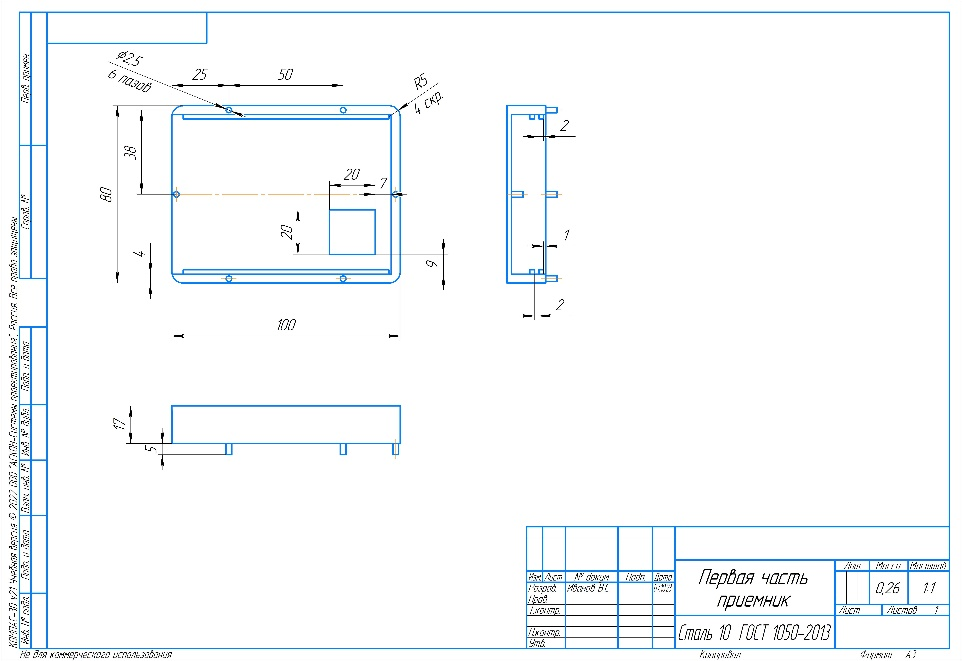 Ø2.5
6 пазов
25
50
R5
4 скр.
38
80
20
7
20
4
9
100
2
1
2
17
5
Перв. примен.
Справ. №
Подп. и дата
Инв. № дубл.
Взам. инв. №
Подп. и дата
Инв. № подл.
Изм. Лист № докум. Подп. Дата
Разраб. Иванов В.С.
Пров.
Т.контр.
Н.контр.
Утв.
Первая часть
приемник
Сталь 10 ГОСТ 1050-2013
Лит. Масса Масштаб
0,26 1:1
Лист Листов 1
Не для коммерческого использования
Копировал
Формат A3